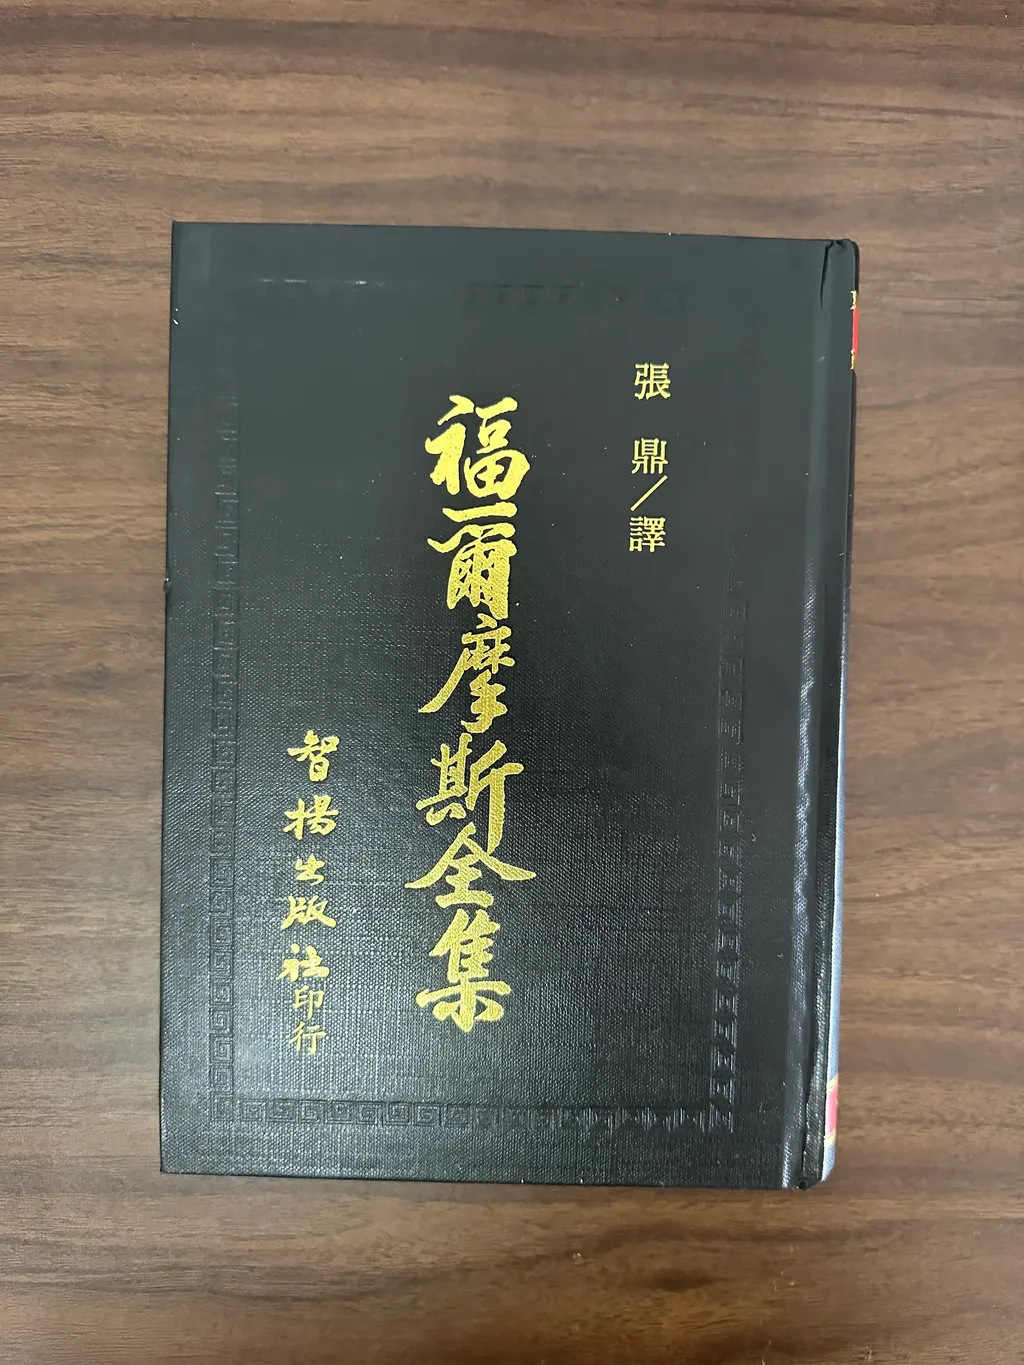 張鼎/譯
福爾摩斯全集
智揚出版社印行